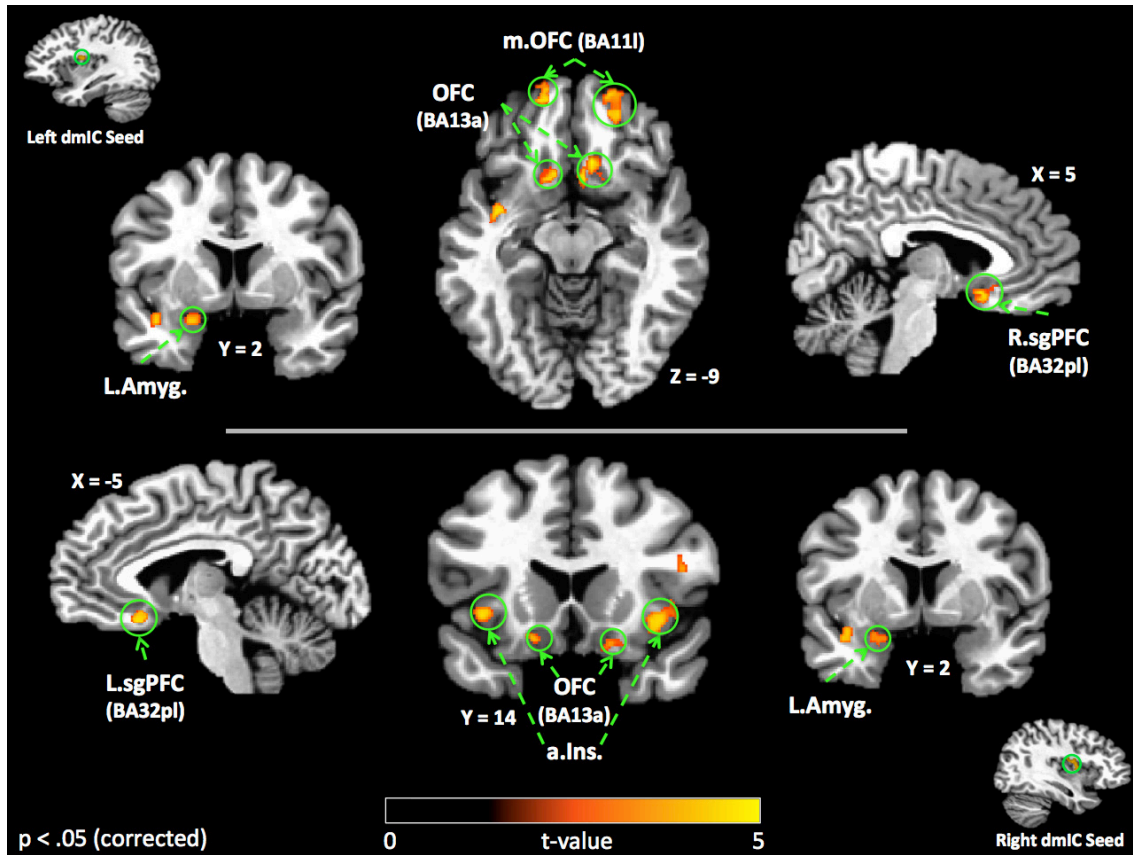 m.OFC (BA11l)
OFC
(BA13a)
Left dmIC Seed
X = 5
Y = 2
L.Amyg.
Z = -9
R.sgPFC
(BA32pl)
X = -5
L.sgPFC
(BA32pl)
Y = 14
OFC
(BA13a)
a.Ins.
Y = 2
L.Amyg.
p < .05 (corrected)
0 t-value 5
Right dmIC Seed